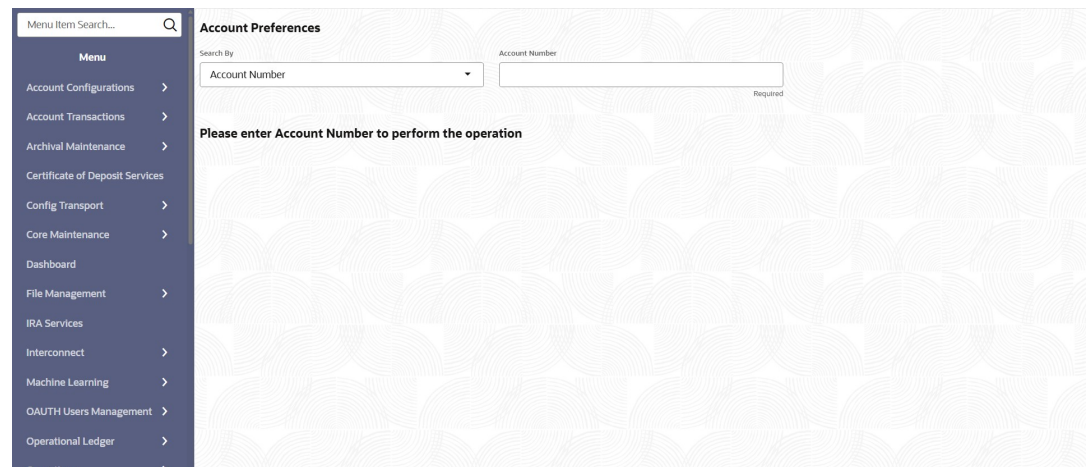 Menu Item Search...
Menu
Account Configurations
Account Transactions
Archival Maintenance
Certificate of Deposit Services
Config Transport
Core Maintenance
Dashboard
File Management
IRA Services
Interconnect
Machine Learning
OAUTH Users Management
Operational Ledger
Account Preferences
Search By
Account Number
Account Number
Required
Please enter Account Number to perform the operation